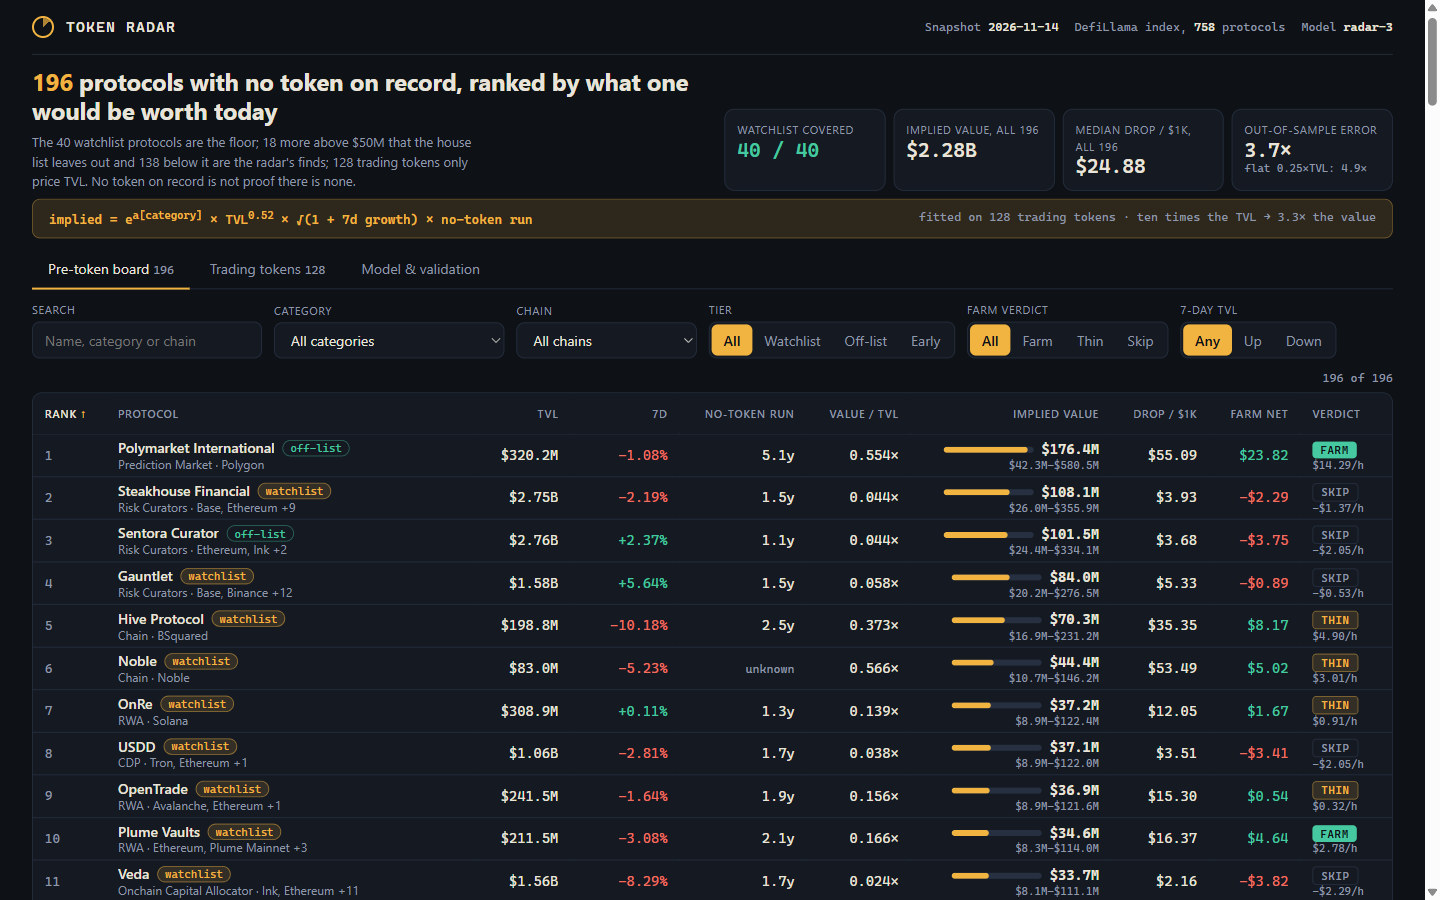 TOKEN RADAR
Snapshot 2026-11-14 DefiLlama index, 758 protocols Model radar-3
196 protocols with no token on record, ranked by what one
would be worth today
The 40 watchlist protocols are the floor; 18 more above $50M that the house
list leaves out and 138 below it are the radar's finds; 128 trading tokens only
price TVL. No token on record is not proof there is none.
WATCHLIST COVERED
40 / 40
IMPLIED VALUE, ALL 196
$2.28B
MEDIAN DROP / $1K,
ALL 196
$24.88
OUT-OF-SAMPLE ERROR
3.7×
flat 0.25×TVL: 4.9×
implied = e^a[category] × TVL^0.52 × √(1 + 7d growth) × no-token run
fitted on 128 trading tokens · ten times the TVL → 3.3× the value
Pre-token board 196 Trading tokens 128 Model & validation
SEARCH CATEGORY CHAIN TIER FARM VERDICT 7-DAY TVL
Name, category or chain All categories All chains All Watchlist Off-list Early All Farm Thin Skip Any Up Down
196 of 196
RANK ↑ PROTOCOL TVL 7D NO-TOKEN RUN VALUE / TVL IMPLIED VALUE DROP / $1K FARM NET VERDICT
1 Polymarket International off-list $320.2M −1.08% 5.1y 0.554× $176.4M $55.09 $23.82 FARM
Prediction Market · Polygon $42.3M–$580.5M $14.29/h
2 Steakhouse Financial watchlist $2.75B −2.19% 1.5y 0.044× $108.1M $3.93 −$2.29 SKIP
Risk Curators · Base, Ethereum +9 $26.0M–$355.9M −$1.37/h
3 Sentora Curator off-list $2.76B +2.37% 1.1y 0.044× $101.5M $3.68 −$3.75 SKIP
Risk Curators · Ethereum, Ink +2 $24.4M–$334.1M −$2.05/h
4 Gauntlet watchlist $1.58B +5.64% 1.5y 0.058× $84.0M $5.33 −$0.89 SKIP
Risk Curators · Base, Binance +12 $20.2M–$276.5M −$0.53/h
5 Hive Protocol watchlist $198.8M −10.18% 2.5y 0.373× $70.3M $35.35 $8.17 THIN
Chain · BSquared $16.9M–$231.2M $4.90/h
6 Noble watchlist $83.0M −5.23% unknown 0.566× $44.4M $53.49 $5.02 THIN
Chain · Noble $10.7M–$146.2M $3.01/h
7 OnRe watchlist $308.9M +0.11% 1.3y 0.139× $37.2M $12.05 $1.67 THIN
RWA · Solana $8.9M–$122.4M $0.91/h
8 USDD watchlist $1.06B −2.81% 1.7y 0.038× $37.1M $3.51 −$3.41 SKIP
CDP · Tron, Ethereum +1 $8.9M–$122.0M −$2.05/h
9 OpenTrade watchlist $241.5M −1.64% 1.9y 0.156× $36.9M $15.30 $0.54 THIN
RWA · Avalanche, Ethereum +1 $8.9M–$121.6M $0.32/h
10 Plume Vaults watchlist $211.5M −3.08% 2.1y 0.166× $34.6M $16.37 $4.64 FARM
RWA · Ethereum, Plume Mainnet +3 $8.3M–$114.0M $2.78/h
11 Veda watchlist $1.56B −8.29% 1.7y 0.024× $33.7M $2.16 −$3.82 SKIP
Onchain Capital Allocator · Ink, Ethereum +11 $8.1M–$111.1M −$2.29/h